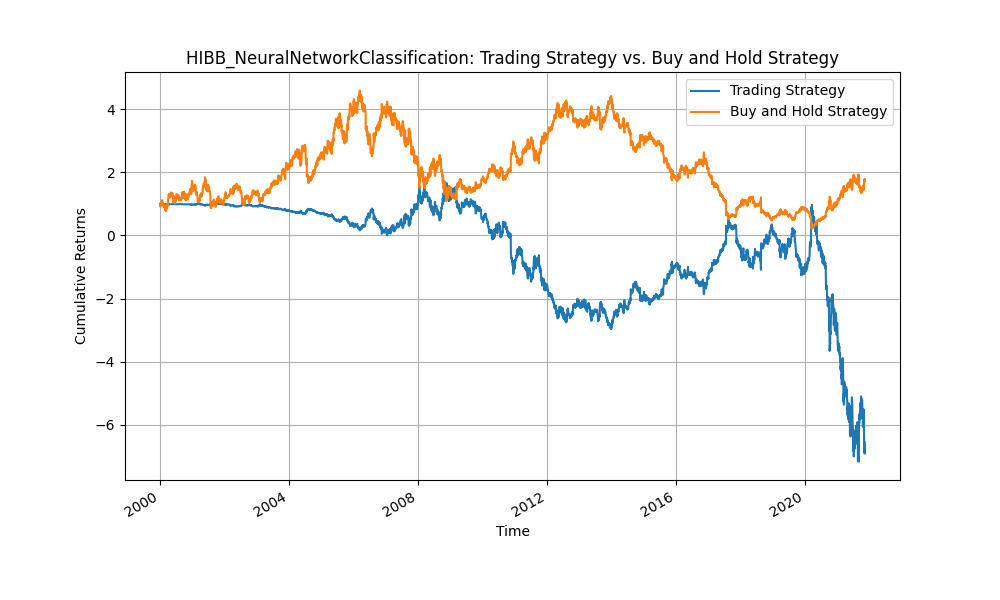 HIBB_NeuralNetworkClassification: Trading Strategy vs. Buy and Hold Strategy
Trading Strategy
Buy and Hold Strategy
Cumulative Returns
4
2
0
−2
−4
−6
2000
2004
2008
2012
2016
2020
Time